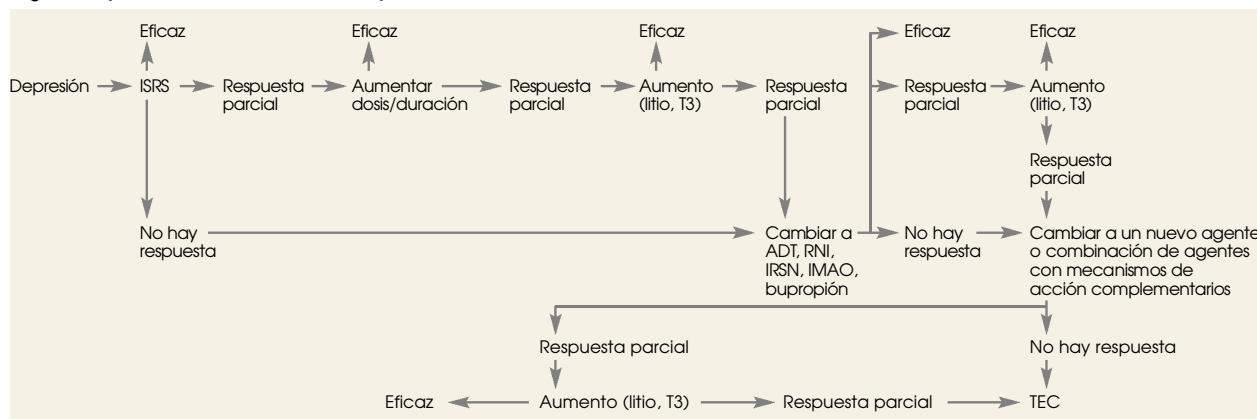 Eficaz
Eficaz
Eficaz
Eficaz
Eficaz
Depresión
ISRS
Respuesta
parcial
Aumentar
dosis/duración
Respuesta
parcial
Aumento
(litio, T3)
Respuesta
parcial
Respuesta
parcial
Aumento
(litio, T3)
Respuesta
parcial
No hay
respuesta
Cambiar a
ADT, RNI,
IRSN, IMAO,
bupropión
No hay
respuesta
Cambiar a un nuevo agente
o combinación de agentes
con mecanismos de
acción complementarios
Respuesta parcial
No hay respuesta
Eficaz
Aumento (litio, T3)
Respuesta parcial
TEC